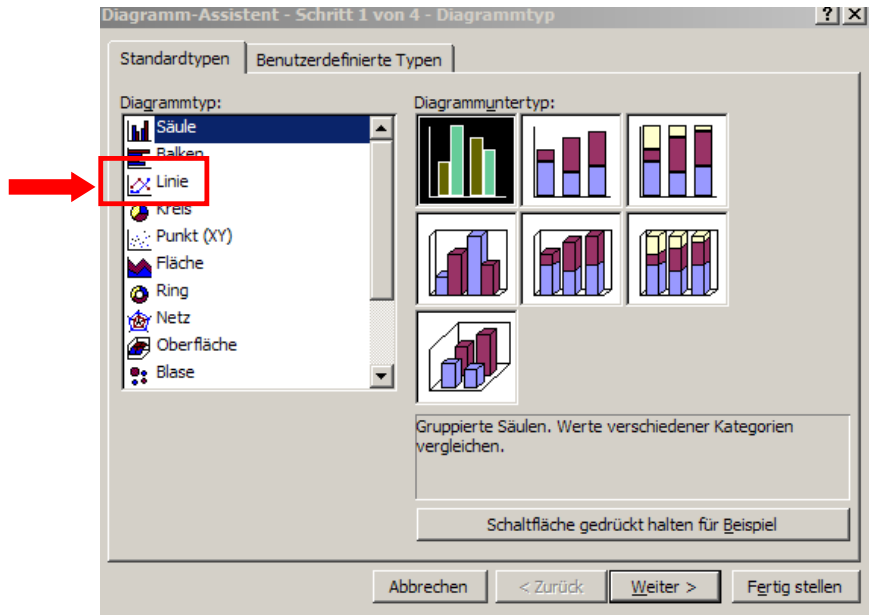 Diagramm-Assistent - Schritt 1 von 4 - Diagrammtyp
Standardtypen
Benutzerdefinierte Typen
Diagrammtyp:
Säule
Balken
Linie
Kreis
Punkt (XY)
Fläche
Ring
Netz
Oberfläche
Blase
Diagrammuntertyp:
Gruppierte Säulen. Werte verschiedener Kategorien
vergleichen.
Schaltfläche gedrückt halten für Beispiel
Abbrechen
< Zurück
Weiter >
Fertig stellen